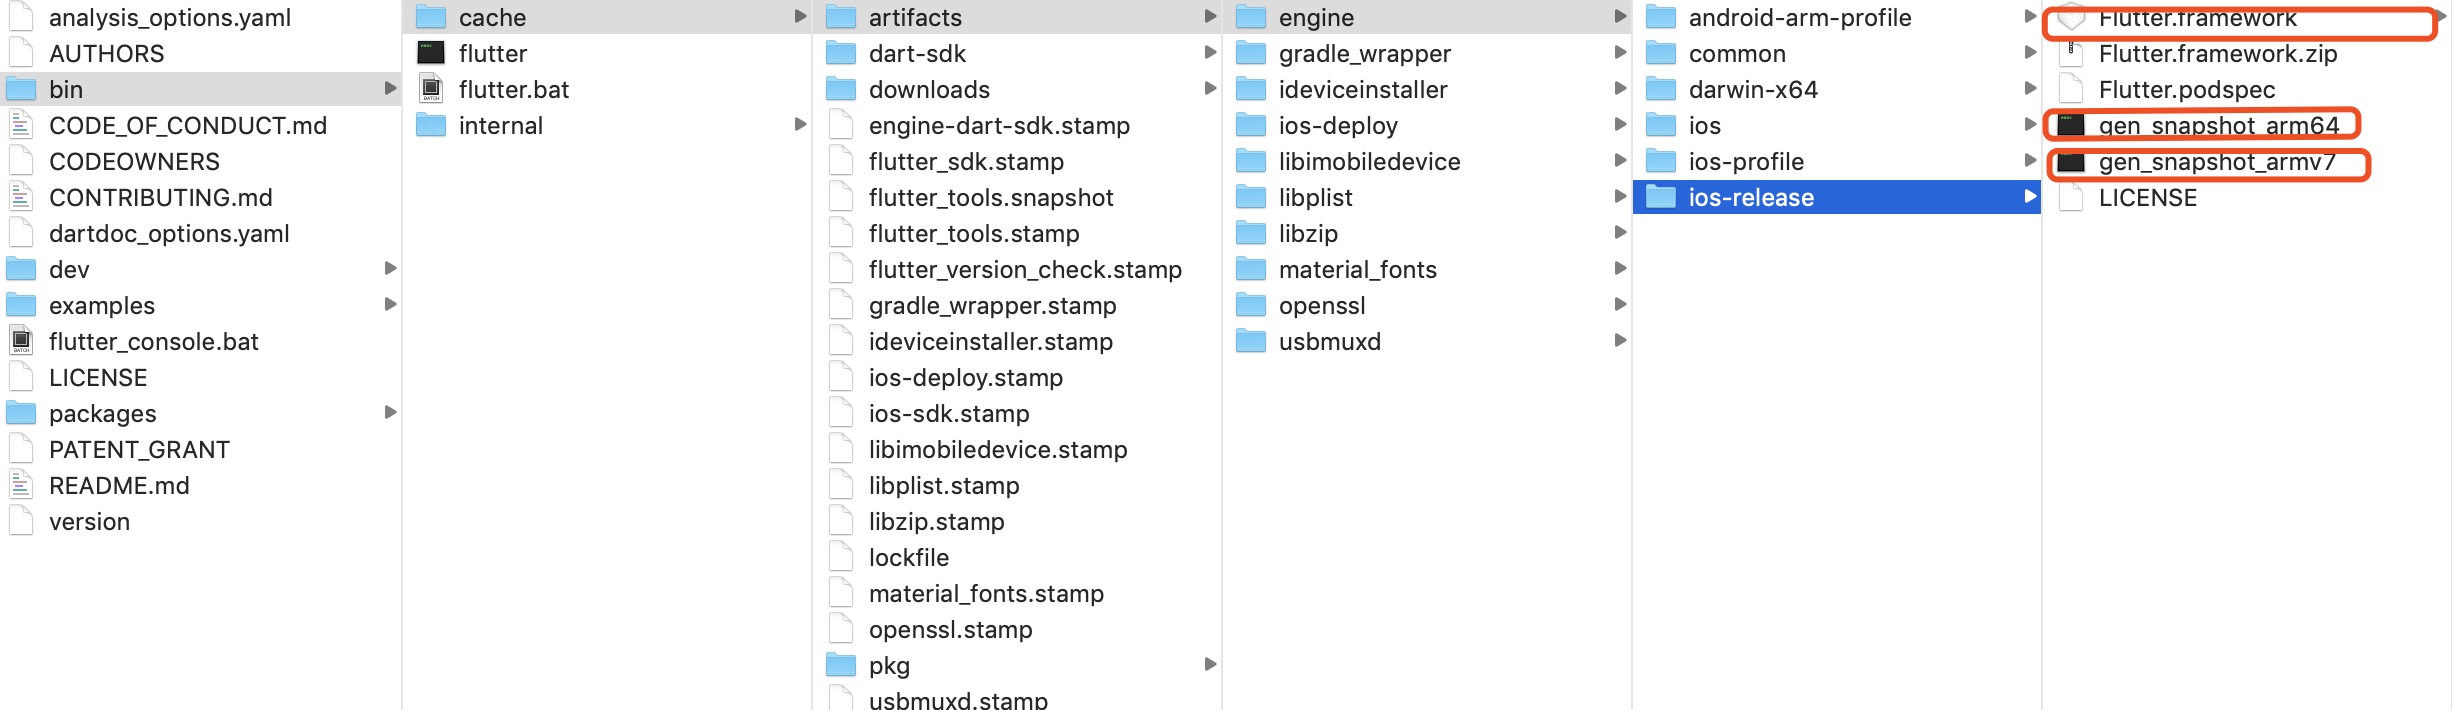 analysis_options.yaml
AUTHORS
bin
CODE_OF_CONDUCT.md
CODEOWNERS
CONTRIBUTING.md
dartdoc_options.yaml
dev
examples
flutter_console.bat
LICENSE
packages
PATENT_GRANT
README.md
version
cache
flutter
flutter.bat
internal
artifacts
dart-sdk
downloads
engine-dart-sdk.stamp
flutter_sdk.stamp
flutter_tools.snapshot
flutter_tools.stamp
flutter_version_check.stamp
gradle_wrapper.stamp
ideviceinstaller.stamp
ios-deploy.stamp
ios-sdk.stamp
libimobiledevice.stamp
libplist.stamp
libzip.stamp
lockfile
material_fonts.stamp
openssl.stamp
pkg
usbmuxd.stamp
engine
gradle_wrapper
ideviceinstaller
ios-deploy
libimobiledevice
libplist
libzip
material_fonts
openssl
usbmuxd
android-arm-profile
common
darwin-x64
ios
ios-profile
ios-release
Flutter.framework
Flutter.framework.zip
Flutter.podspec
gen_snapshot_arm64
gen_snapshot_armv7
LICENSE